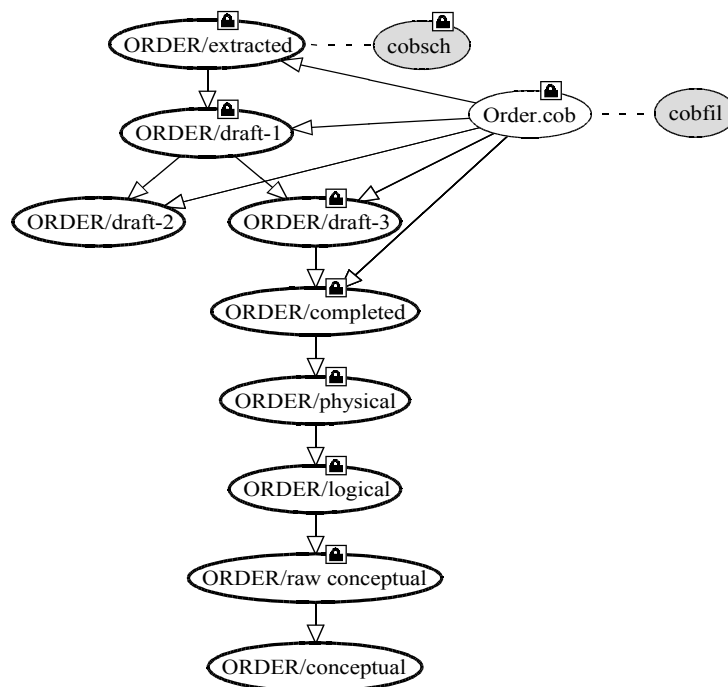 ORDER/extracted
cobsch
Order.cob
cobfil
ORDER/draft-1
ORDER/draft-2
ORDER/draft-3
ORDER/completed
ORDER/physical
ORDER/logical
ORDER/raw conceptual
ORDER/conceptual